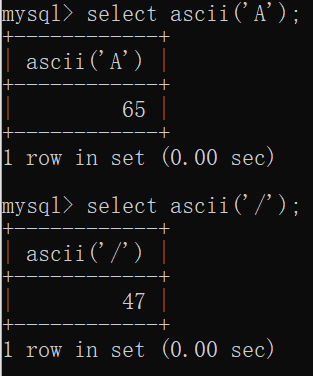 mysql> select ascii('A');
+------------+
| ascii('A') |
+------------+
|         65 |
+------------+
1 row in set (0.00 sec)
mysql> select ascii('/');
+------------+
| ascii('/') |
+------------+
|         47 |
+------------+
1 row in set (0.00 sec)